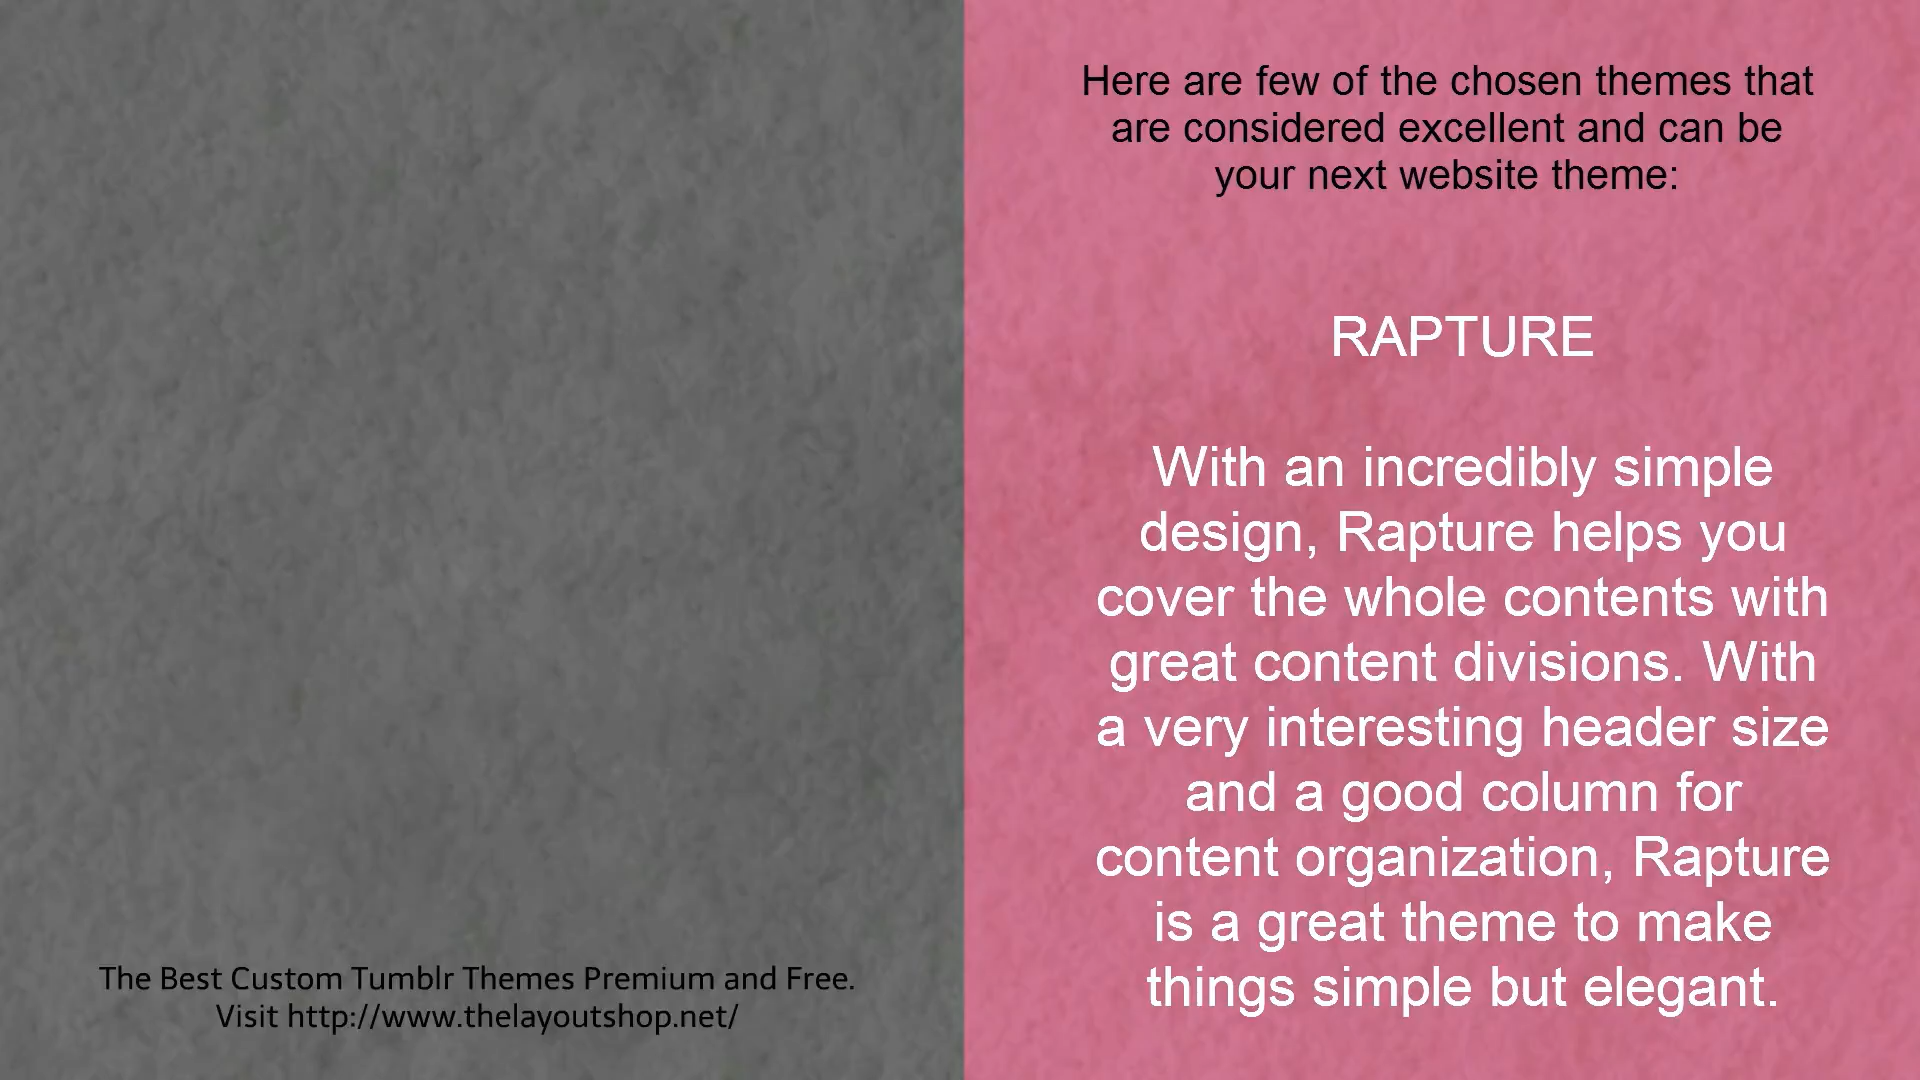 Here are few of the chosen themes that
are considered excellent and can be
your next website theme:
RAPTURE
With an incredibly simple
design, Rapture helps you
cover the whole contents with
great content divisions. With
a very interesting header size
and a good column for
content organization, Rapture
is a great theme to make
things simple but elegant.
The Best Custom Tumblr Themes Premium and Free.
Visit http://www.thelayoutshop.net/